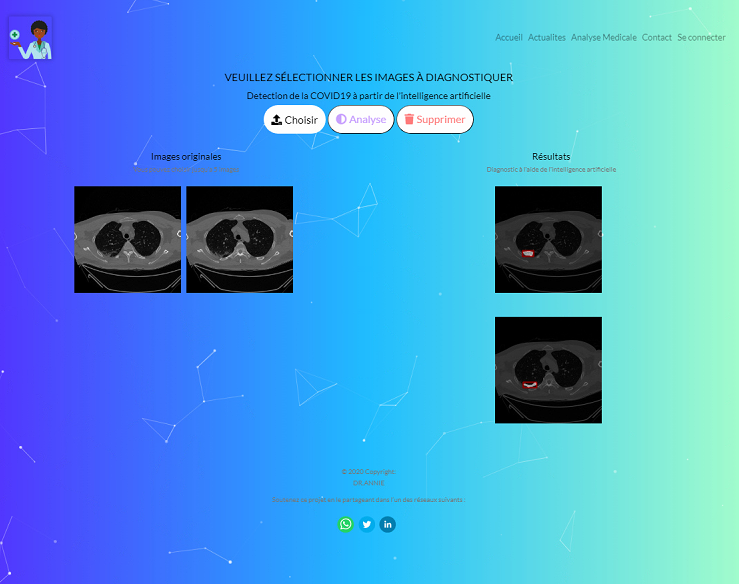 Accueil Actualites Analyse Medicale Contact Se connecter
VEUILLEZ SÉLECTIONNER LES IMAGES À DIAGNOSTIQUER
Detection de la COVID19 à partir de l'intelligence artificielle
Choisir Analyse Supprimer
Images originales
Résultats
Diagnostic à l'aide de l'intelligence artificielle
© 2020 Copyright:
DR.ANNIE
Soutenez ce projet en le partageant dans l'un des réseaux suivants :
in